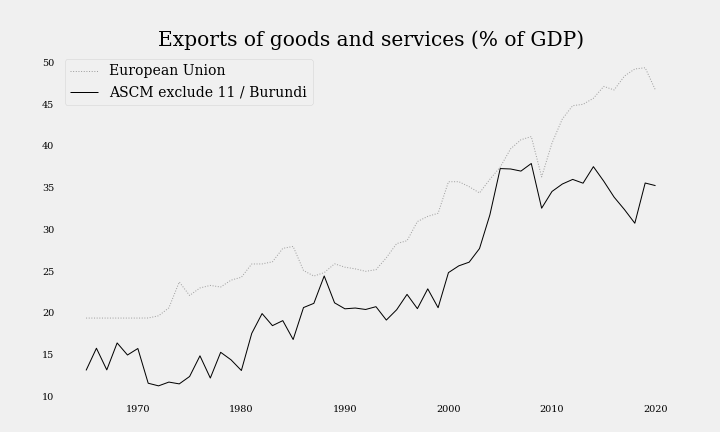 Exports of goods and services (% of GDP)
European Union
ASCM exclude 11 / Burundi
50
45
40
35
30
25
20
15
10
1970 1980 1990 2000 2010 2020